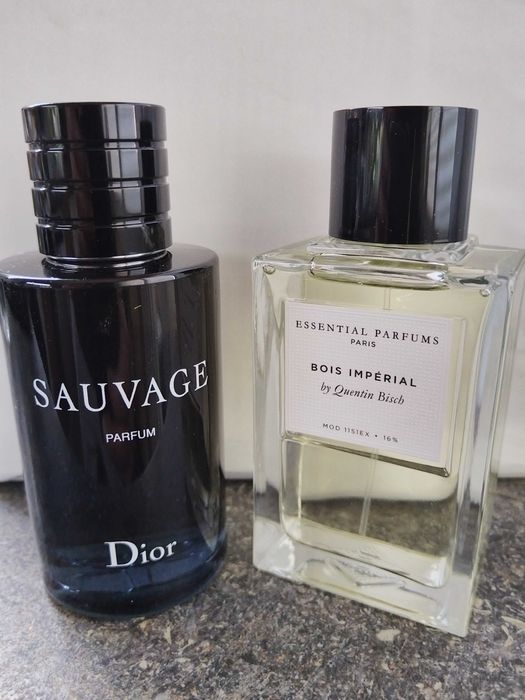 SAUVAGE
PARFUM
Dior
ESSENTIAL PARFUMS
PARIS
BOIS IMPÉRIAL
by Quentin Bisch
MOD 1151EX • 16%